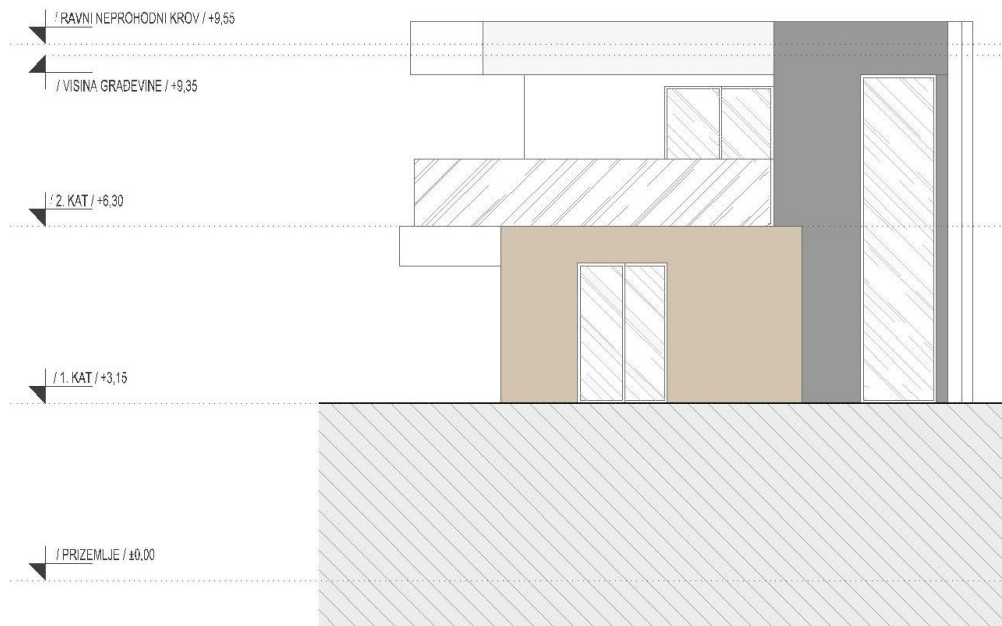 / RAVNI NEPROHODNI KROV / +9,55
/ VISINA GRAĐEVINE / +9,35
/ 2. KAT / +6,30
/ 1. KAT / +3,15
/ PRIZEMLJE / ±0,00